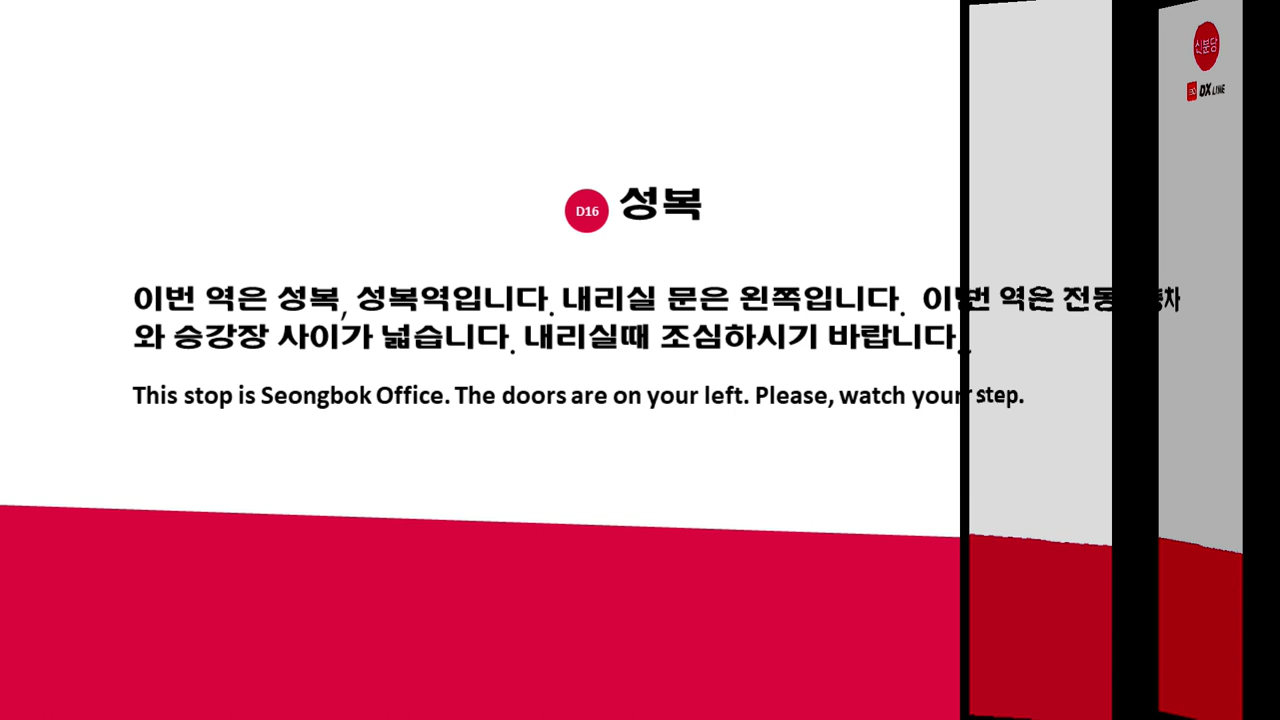 신분당
DX LINE
D16 성복
이번 역은 성복, 성복역입니다. 내리실 문은 왼쪽입니다. 이번 역은 전동차
와 승강장 사이가 넓습니다. 내리실때 조심하시기 바랍니다.
This stop is Seongbok Office. The doors are on your left. Please, watch your step.